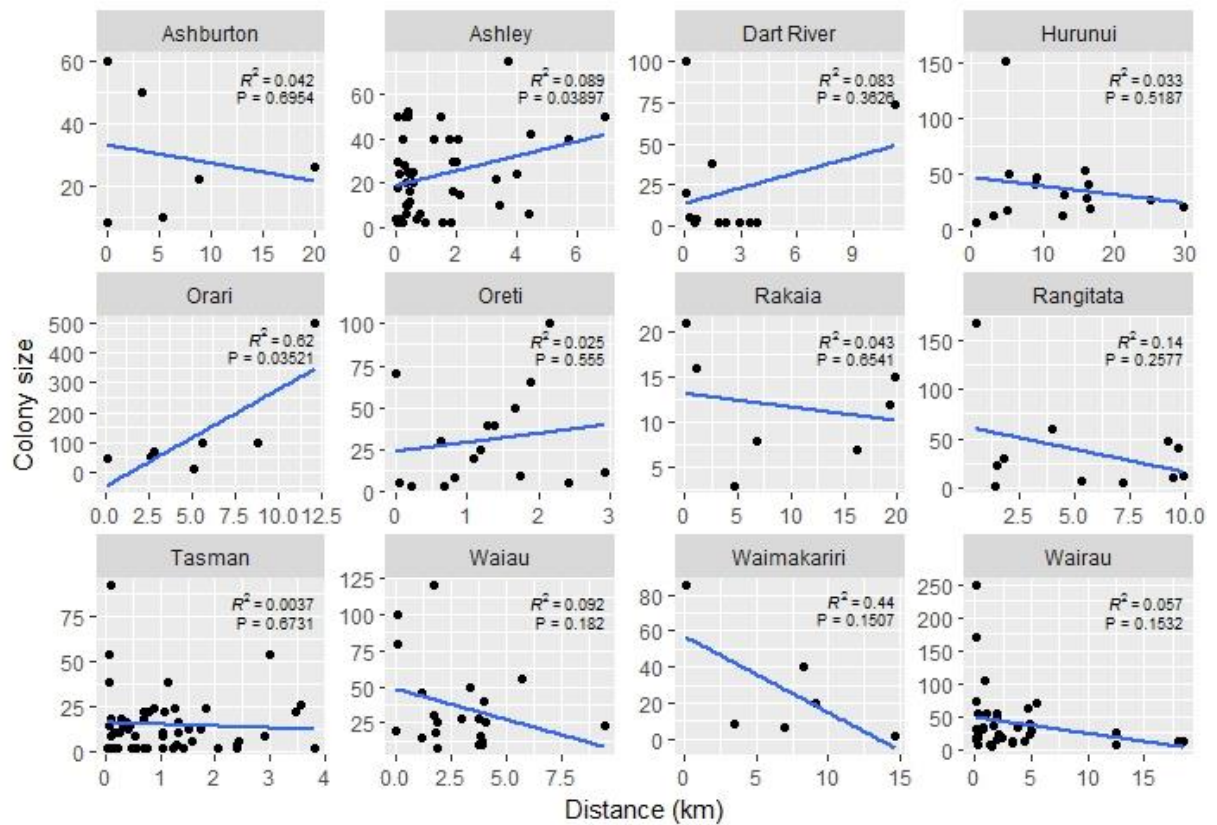 Ashburton
Ashley
Dart River
Hurunui
60
40
20
R² = 0.042
P = 0.6954
0
5
10
15
20
60
40
20
0
R² = 0.089
P = 0.03897
0
2
4
6
100
75
50
25
0
R² = 0.083
P = 0.3626
0
3
6
9
150
100
50
0
R² = 0.033
P = 0.5187
0
10
20
30
Colony size
Orari
Oreti
Rakaia
Rangitata
500
400
300
200
100
0
R² = 0.62
P = 0.03521
0.0
2.5
5.0
7.5
10.0
12.5
100
75
50
25
0
R² = 0.025
P = 0.555
0
1
2
3
20
15
10
5
R² = 0.043
P = 0.6541
0
5
10
15
20
150
100
50
0
R² = 0.14
P = 0.2577
2.5
5.0
7.5
10.0
Tasman
Waiau
Waimakariri
Wairau
75
50
25
0
R² = 0.0037
P = 0.6731
0
1
2
3
4
125
100
75
50
25
R² = 0.092
P = 0.182
0.0
2.5
5.0
7.5
80
60
40
20
0
R² = 0.44
P = 0.1507
0
5
10
15
250
200
150
100
50
0
R² = 0.057
P = 0.1532
0
5
10
15
Distance (km)